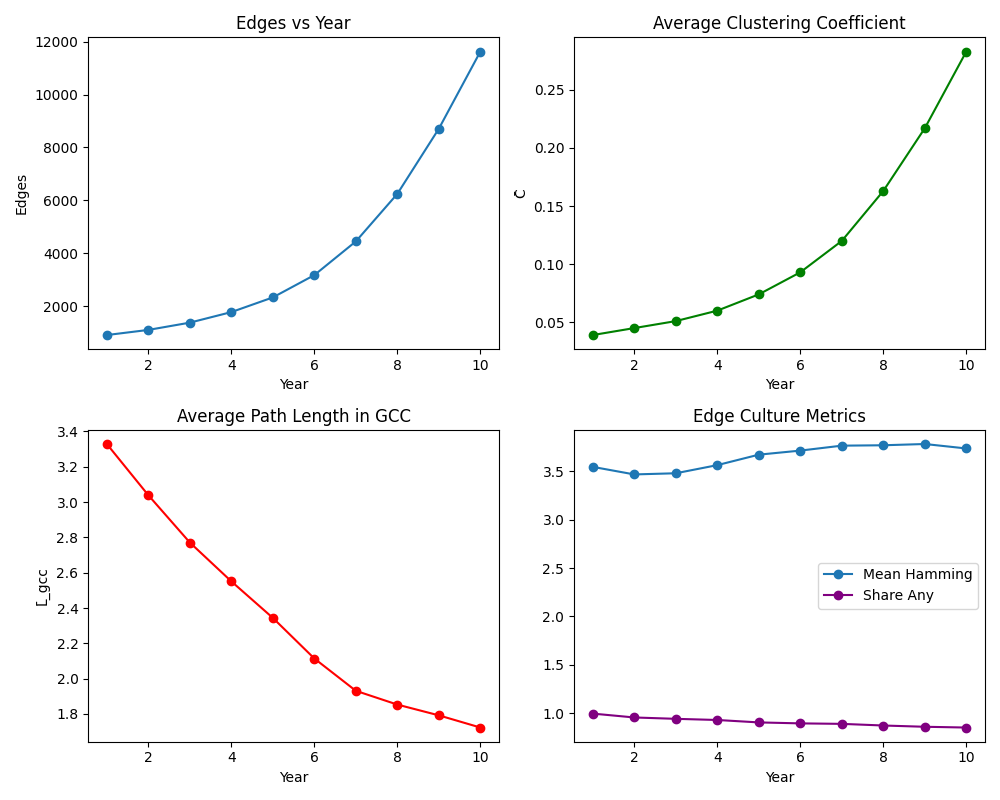 Edges vs Year
12000
10000
8000
6000
4000
2000
Edges
2 4 6 8 10
Year
Average Clustering Coefficient
0.25
0.20
0.15
0.10
0.05
2 4 6 8 10
Year
Average Path Length in GCC
3.4
3.2
3.0
2.8
2.6
2.4
2.2
2.0
1.8
2 4 6 8 10
Year
Edge Culture Metrics
3.5
3.0
2.5
2.0
1.5
1.0
Mean Hamming
Share Any
2 4 6 8 10
Year